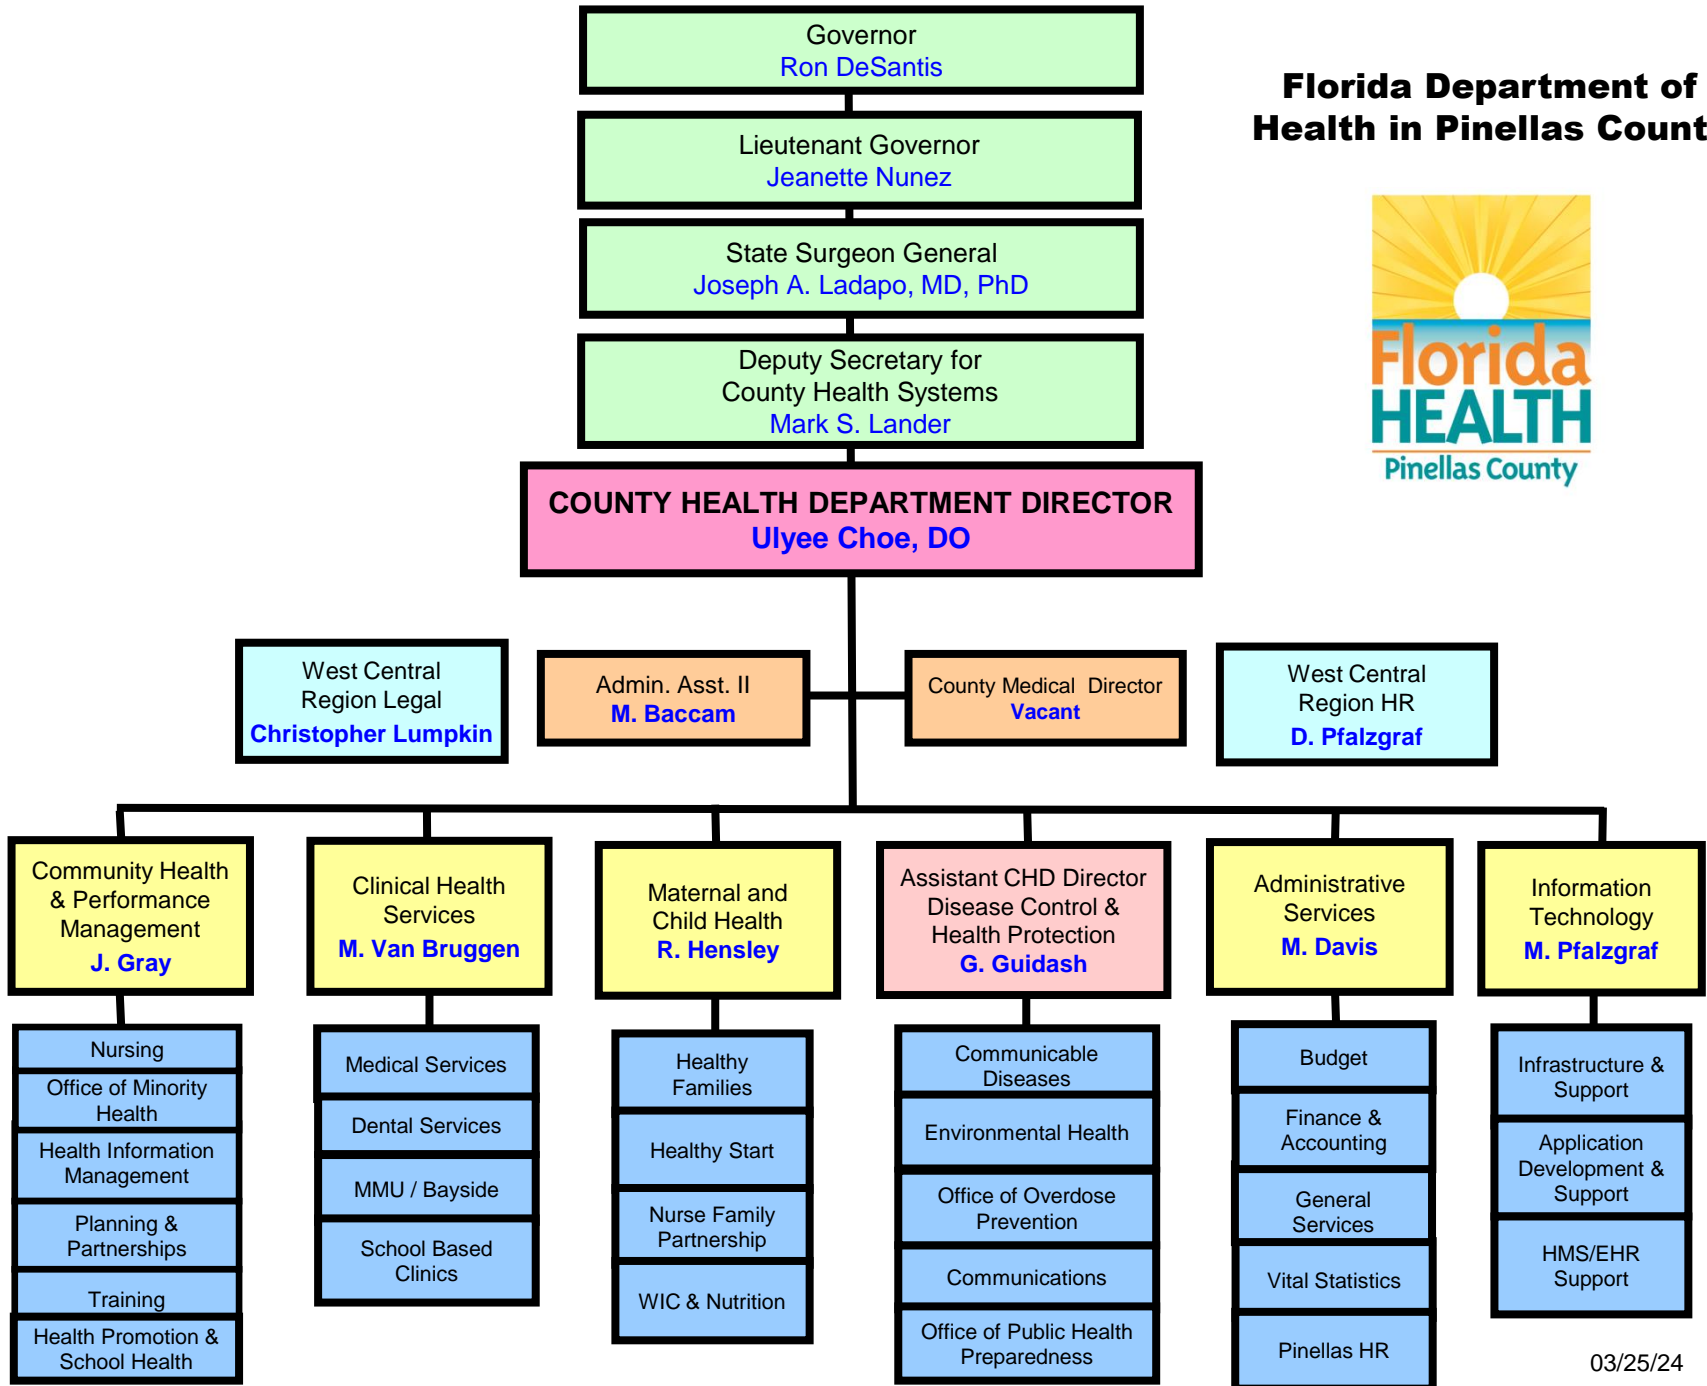 Governor
Ron DeSantis
Florida Department of
Health in Pinellas Count
Lieutenant Governor
Jeanette Nunez
State Surgeon General
Joseph A. Ladapo, MD, PhD
Florida
HEALTH
Pinellas County
Deputy Secretary for
County Health Systems
Mark S. Lander
COUNTY HEALTH DEPARTMENT DIRECTOR
Ulyee Choe, DO
West Central
Region Legal
Christopher Lumpkin
Admin. Asst. II
M. Baccam
County Medical Director
Vacant
West Central
Region HR
D. Pfalzgraf
Community Health
& Performance
Management
J. Gray
Clinical Health
Services
M. Van Bruggen
Maternal and
Child Health
R. Hensley
Assistant CHD Director
Disease Control &
Health Protection
G. Guidash
Administrative
Services
M. Davis
Information
Technology
M. Pfalzgraf
Nursing
Office of Minority
Health
Health Information
Management
Planning &
Partnerships
Training
Health Promotion &
School Health
Medical Services
Dental Services
MMU / Bayside
School Based
Clinics
Healthy
Families
Healthy Start
Nurse Family
Partnership
WIC & Nutrition
Communicable
Diseases
Environmental Health
Office of Overdose
Prevention
Communications
Office of Public Health
Preparedness
Budget
Finance &
Accounting
General
Services
Vital Statistics
Pinellas HR
Infrastructure &
Support
Application
Development &
Support
HMS/EHR
Support
03/25/24